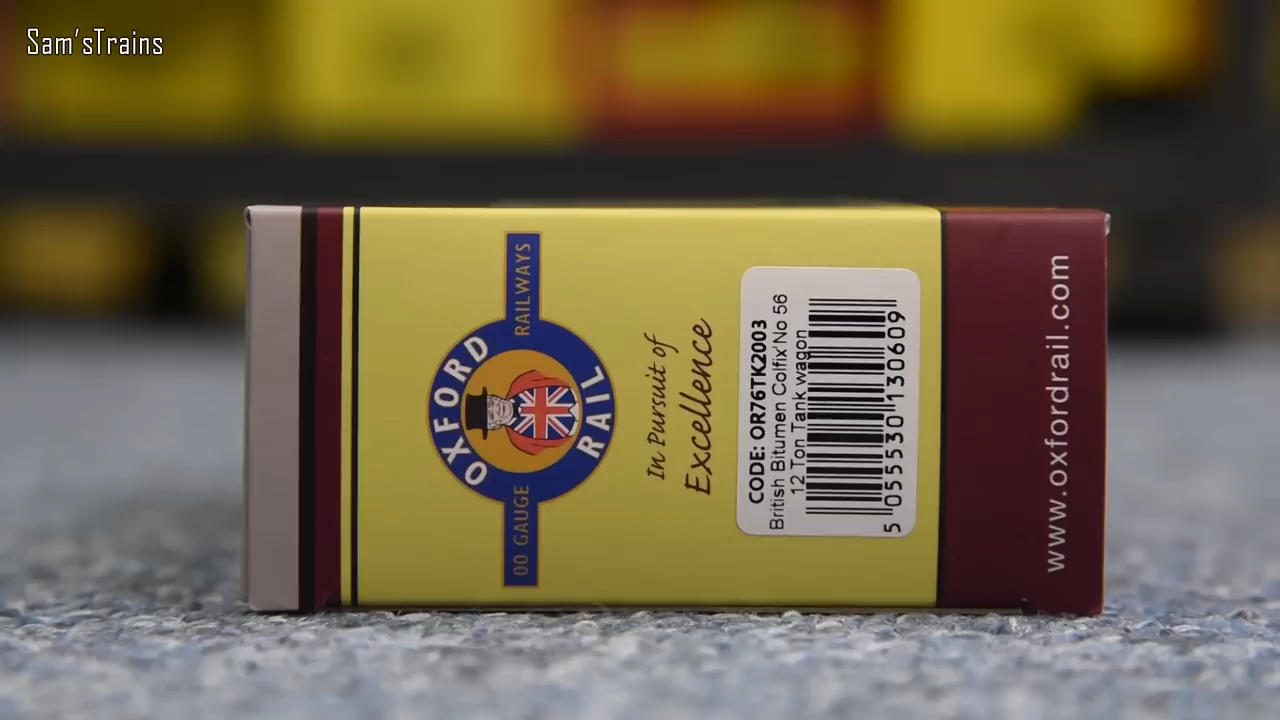 Sam'sTrains
OXFORD
RAIL
00 GAUGE RAILWAYS
In Pursuit of
Excellence
CODE: OR76TK2003
British Bitumen Colfix'No 56
12 Ton Tank wagon
5 055530 130609
www.oxfordrail.com